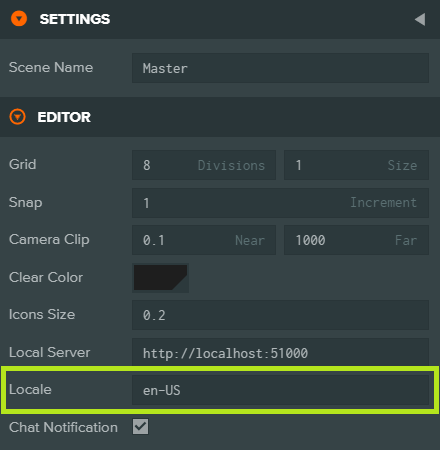 SETTINGS
Scene Name Master
EDITOR
Grid 8 Divisions 1 Size
Snap 1 Increment
Camera Clip 0.1 Near 1000 Far
Clear Color
Icons Size 0.2
Local Server http://localhost:51000
Locale en-US
Chat Notification